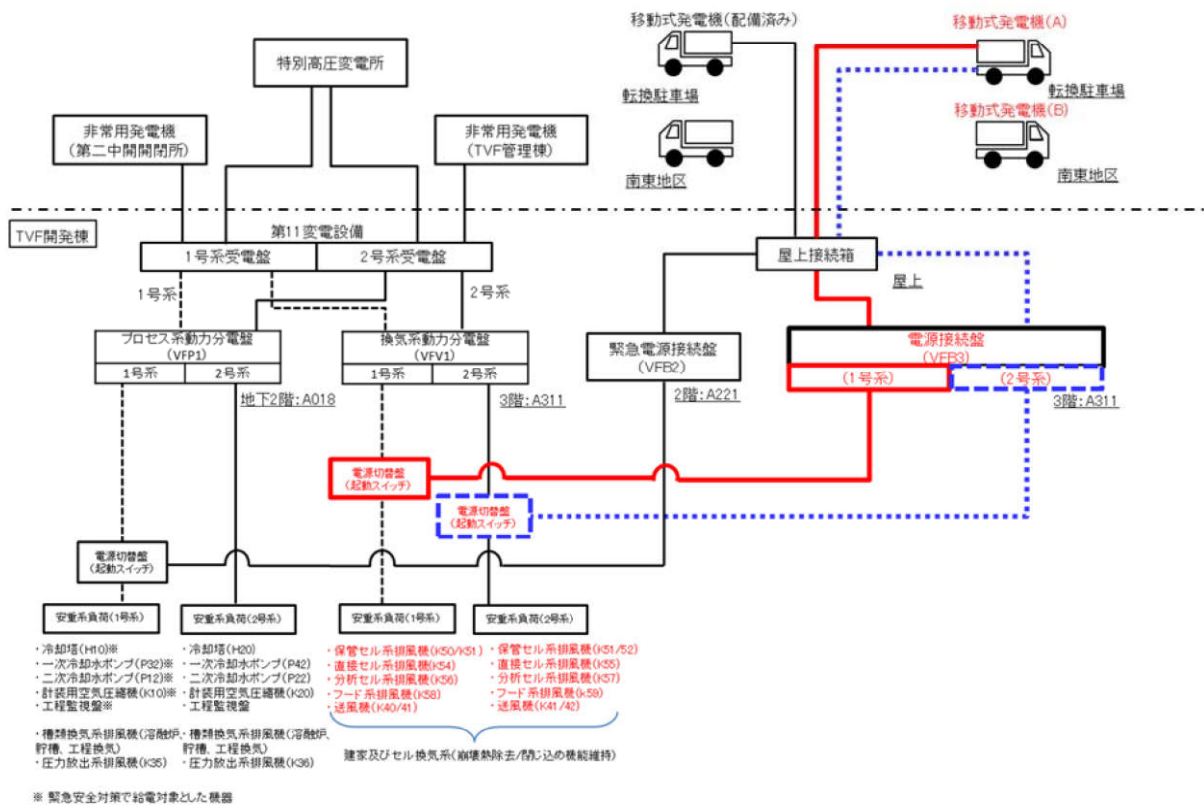 移動式発電機(配備済み)
移動式発電機(A)
特別高圧変電所
転換駐車場
転換駐車場
移動式発電機(B)
非常用発電機
(第二中開開閉所)
非常用発電機
(TVF管理棟)
南東地区
南東地区
TVF開発棟
第11変電設備
1号系受電盤
2号系受電盤
屋上接続箱
屋上
1号系
2号系
プロセス系動力分電盤
(VFP1)
1号系
2号系
換気系動力分電盤
(VFV1)
1号系
2号系
緊急電源接続盤
(VFB2)
電源接続盤
(VFB3)
(1号系)
(2号系)
地下2階:A018
3階:A311
2階:A221
3階:A311
電源切替盤
(起動スイッチ)
電源切替盤
(起動スイッチ)
電源切替盤
(起動スイッチ)
安重系負荷(1号系)
安重系負荷(2号系)
安重系負荷(1号系)
安重系負荷(2号系)
・冷却塔(H10)※
・一次冷却水ポンプ(P32)※
・二次冷却水ポンプ(P12)※
・計装用空気圧縮機(K10)※
・工程監視盤※
・槽類換気系排風機(溶融炉、
貯槽、工程換気)
・圧力放出系排風機(K35)
・冷却塔(H20)
・一次冷却水ポンプ(P42)
・二次冷却水ポンプ(P22)
・計装用空気圧縮機(K20)
・工程監視盤
・槽類換気系排風機(溶融炉、
貯槽、工程換気)
・圧力放出系排風機(K36)
・保管セル系排風機(K50/K51)
・直接セル系排風機(K54)
・分析セル系排風機(K56)
・フード系排風機(K58)
・送風機(K40/41)
・保管セル系排風機(K51/52)
・直接セル系排風機(K55)
・分析セル系排風機(K57)
・フード系排風機(k59)
・送風機(K41/42)
建家及びセル換気系(崩壊熱除去/閉じ込め機能維持)
※ 緊急安全対策で給電対象とした機器